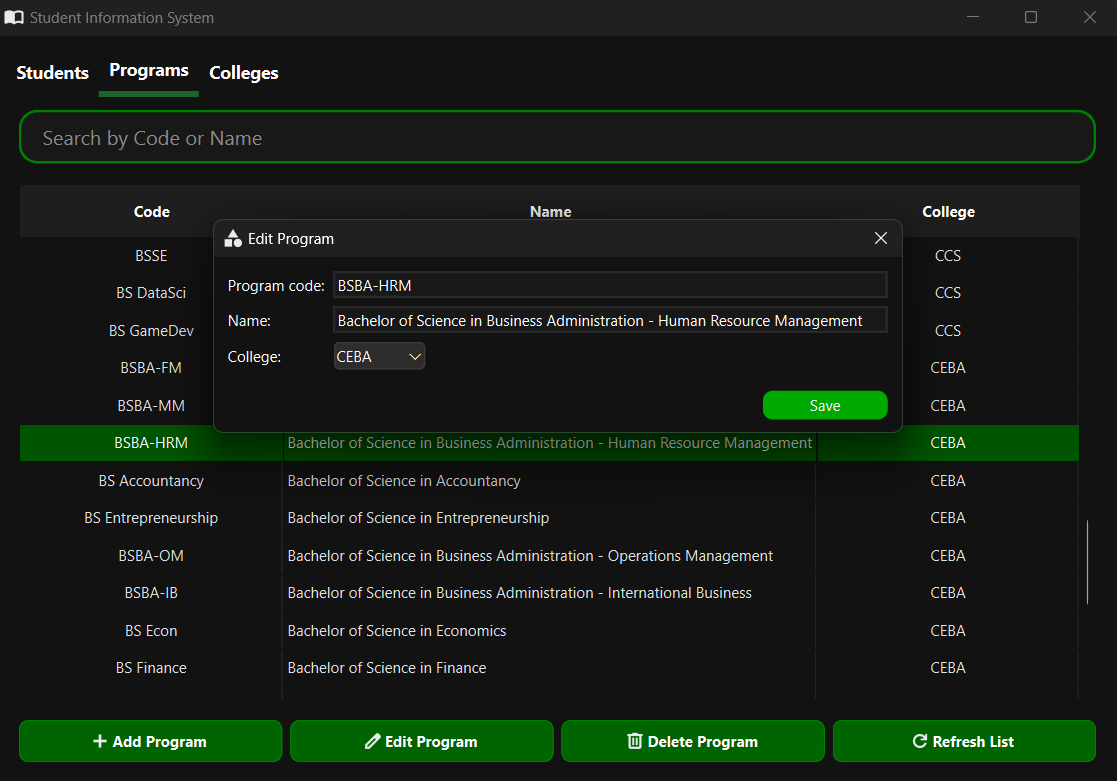 Student Information System
Students Programs Colleges
Search by Code or Name
Code Name College
Edit Program
BSSE CCS
Program code: BSBA-HRM
BS DataSci CCS
Name: Bachelor of Science in Business Administration - Human Resource Management
BS GameDev CCS
College: CEBA
BSBA-FM CEBA
BSBA-MM Save CEBA
BSBA-HRM Bachelor of Science in Business Administration - Human Resource Management CEBA
BS Accountancy Bachelor of Science in Accountancy CEBA
BS Entrepreneurship Bachelor of Science in Entrepreneurship CEBA
BSBA-OM Bachelor of Science in Business Administration - Operations Management CEBA
BSBA-IB Bachelor of Science in Business Administration - International Business CEBA
BS Econ Bachelor of Science in Economics CEBA
BS Finance Bachelor of Science in Finance CEBA
Add Program Edit Program Delete Program Refresh List